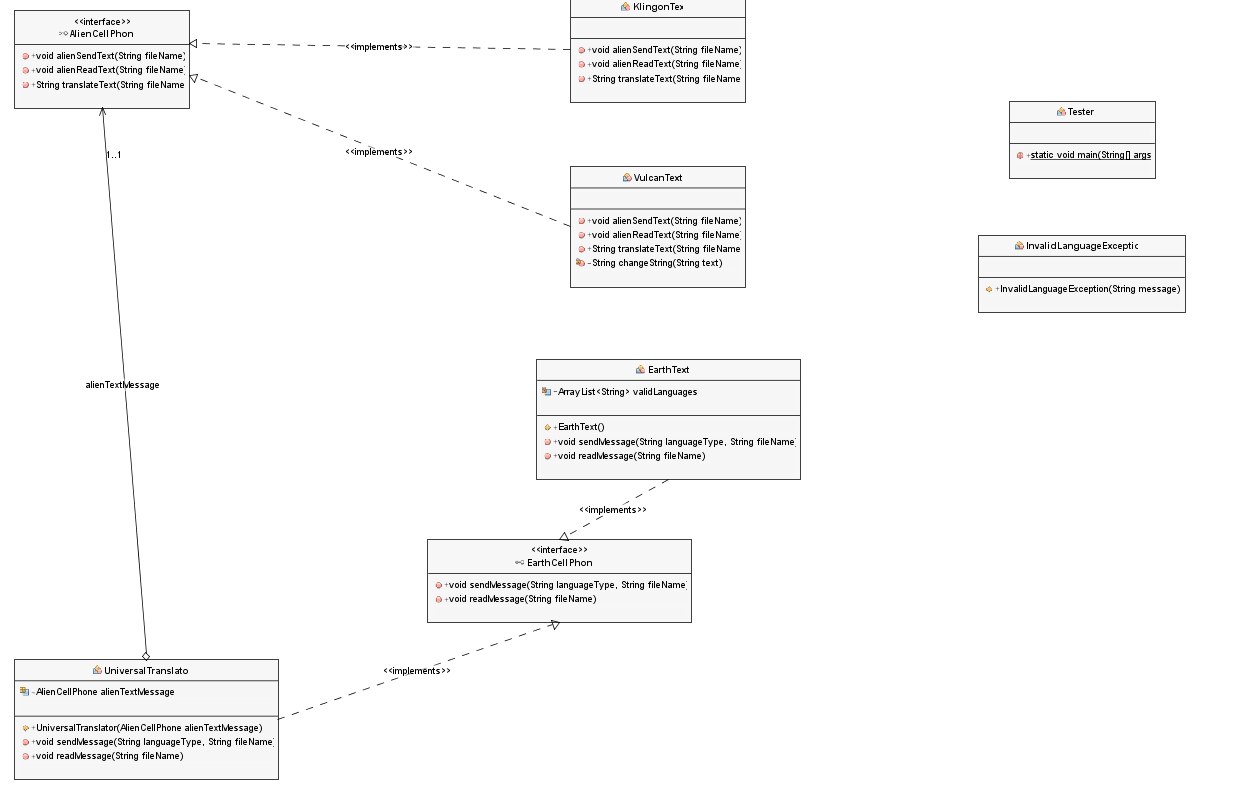 <<interface>>
AlienCellPhon
+void alienSendText(String fileName)
+void alienReadText(String fileName)
+String translateText(String fileName
<<implements>>
KlingonTex
+void alienSendText(String fileName)
+void alienReadText(String fileName)
+String translateText(String fileName
Tester
+static void main(String[] args
1..1
<<implements>>
VulcanText
+void alienSendText(String fileName)
+void alienReadText(String fileName)
+String translateText(String fileName
-String changeString(String text)
InvalidLanguageExceptic
+InvalidLanguageException(String message)
alienTextMessage
EarthText
-ArrayList<String> validLanguages
+EarthText()
+void sendMessage(String languageType, String fileName)
+void readMessage(String fileName)
<<implements>>
<<interface>>
EarthCellPhon
+void sendMessage(String languageType, String fileName)
+void readMessage(String fileName)
<<implements>>
UniversalTranslato
-AlienCellPhone alienTextMessage
+UniversalTranslator(AlienCellPhone alienTextMessage)
+void sendMessage(String languageType, String fileName)
+void readMessage(String fileName)